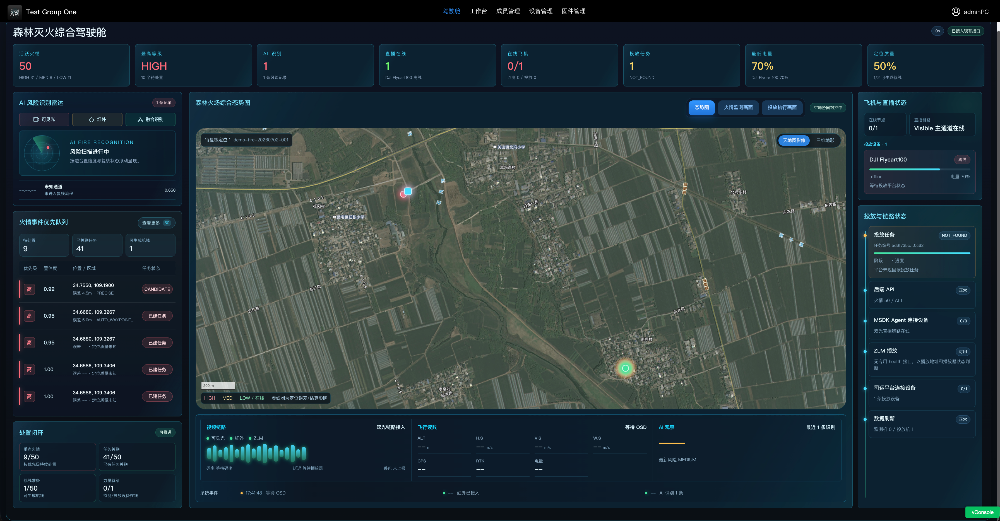 Cloud
API
Test Group One
驾驶舱
工作台
成员管理
设备管理
固件管理
adminPC
森林灭火综合驾驶舱
0s
已接入现有接口
活跃火情
50
HIGH 31 / MED 8 / LOW 11
最高等级
HIGH
10 个待处置
AI 识别
1
1 条风险记录
直播在线
1
DJI Flycart100 离线
在线飞机
0/1
监测 0 / 投放 0
投放任务
1
NOT_FOUND
最低电量
70%
DJI Flycart100 70%
定位质量
50%
1/2 可生成航线
AI 风险识别雷达
1 条记录
可见光
红外
融合识别
AI FIRE RECOGNITION
风险扫描进行中
按融合置信度与复核状态滚动呈现。
--:--:--
未知通道
未进入复核流程
0.650
火情事件优先队列
查看更多 50
待处置
9
已关联任务
41
可生成航线
1
优先级
置信度
位置 / 区域
任务状态
高
0.92
34.7550, 109.1900
误差 4.5m · PRECISE
CANDIDATE
高
0.95
34.6680, 109.3267
误差 5.0m · AUTO_WAYPOINT_...
已建任务
高
0.95
34.6680, 109.3267
误差 -- · 定位质量未知
已建任务
高
1.00
34.6586, 109.3406
误差 -- · 定位质量未知
已建任务
高
1.00
34.6586, 109.3406
误差 -- · 定位质量未知
已建任务
处置闭环
可推进
重点火情
9/50
按优先级持续处置
任务关联
41/50
已有任务关联
航线准备
1/50
可生成航线
力量就绪
0/1
监测/投放设备在线
森林火场综合态势图
态势图
火情监测画面
投放执行画面
空地协同封控中
待复核定位 1 demo-fire-20260702-001
天地图影像
三维地形
关山镇北冯小学
冯南一路
北冯西村
河
河
北冯东村
C105
栎阳村
冯南一路
东农路
东农路
C105
武屯镇任张小学
干
渠
C105
古仁路
古仁路
冯北路
南冯村
C105
孝泉刘
杨孝路
200 m
HIGH
MED
LOW / 在线
虚线圈为定位误差/估算影响
视频链路
双光链路接入
可见光
红外
ZLM
码率 等待码率
延迟 等待播放器
丢包 未上报
飞行读数
等待 OSD
ALT
-- m
H.S
-- m/s
V.S
-- m/s
W.S
-- m/s
GPS
--
RTK
--
电量
--
AI 观察
最近 1 条识别
最新风险 MEDIUM
系统事件
17:41:48 等待 OSD
-- 红外已接入
-- AI 识别 1 条
飞机与直播状态
在线节点
0/1
直播链路
Visible 主通道在线
投放设备 · 1
DJI Flycart100
离线
offline
电量 70%
等待投放平台状态
投放与链路状态
投放任务
NOT_FOUND
任务编号 5d6f735c...0c62
阶段 -- · 进度 --
平台未返回该投放任务
后端 API
正常
火情 50 / AI 1
MSDK Agent 连接设备
0/0
双光直播链路在线
ZLM 播放
可用
无专用 health 接口，以播放地址和播放器状态判
断
司运平台连接设备
0/1
1 架投放设备
数据刷新
正常
监测机 0 / 投放机 1
vConsole